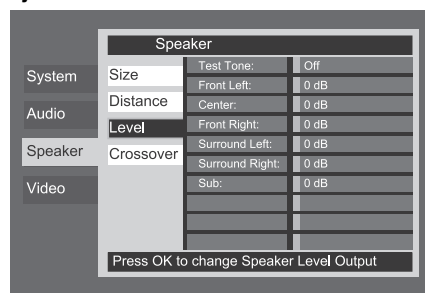 Speaker
System
Audio
Speaker
Video
Size
Distance
Level
Crossover
Test Tone: Off
Front Left: 0 dB
Center: 0 dB
Front Right: 0 dB
Surround Left: 0 dB
Surround Right: 0 dB
Sub: 0 dB
Press OK to change Speaker Level Output